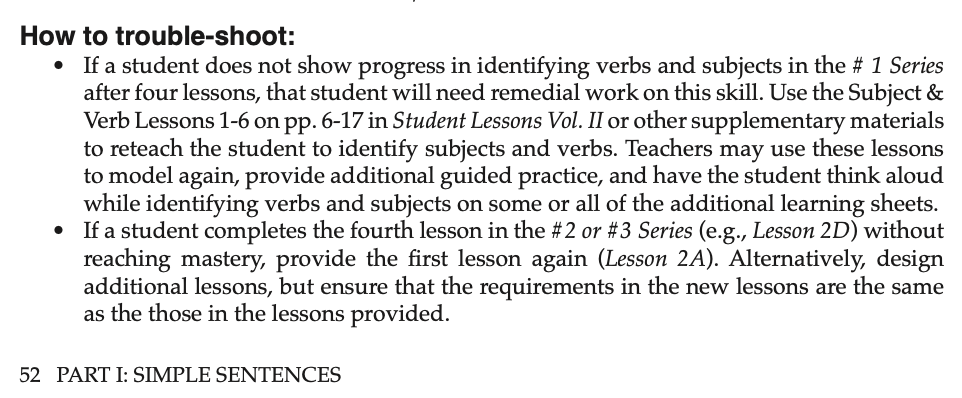 How to trouble-shoot:
• If a student does not show progress in identifying verbs and subjects in the # 1 Series
after four lessons, that student will need remedial work on this skill. Use the Subject &
Verb Lessons 1-6 on pp. 6-17 in Student Lessons Vol. II or other supplementary materials
to reteach the student to identify subjects and verbs. Teachers may use these lessons
to model again, provide additional guided practice, and have the student think aloud
while identifying verbs and subjects on some or all of the additional learning sheets.
• If a student completes the fourth lesson in the #2 or #3 Series (e.g., Lesson 2D) without
reaching mastery, provide the first lesson again (Lesson 2A). Alternatively, design
additional lessons, but ensure that the requirements in the new lessons are the same
as the those in the lessons provided.
52 PART I: SIMPLE SENTENCES